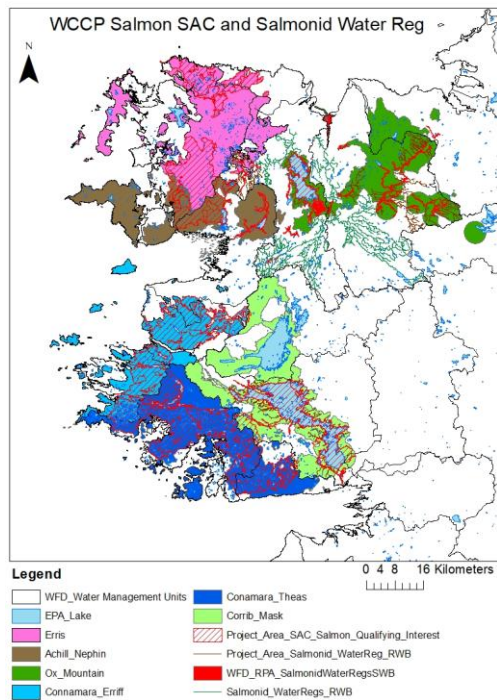 WCCP Salmon SAC and Salmonid Water Reg
N
Legend
0 4 8 16 Kilometers
WFD_Water Management Units
EPA_Lake
Erris
Achill_Nephin
Ox_Mountain
Connamara_Erriff
Conamara_Theas
Corrib_Mask
Project_Area_SAC_Salmon_Qualifying_Interest
Project_Area_Salmonid_WaterReg_RWB
WFD_RPA_SalmonidWaterRegsSWB
Salmonid_WaterRegs_RWB